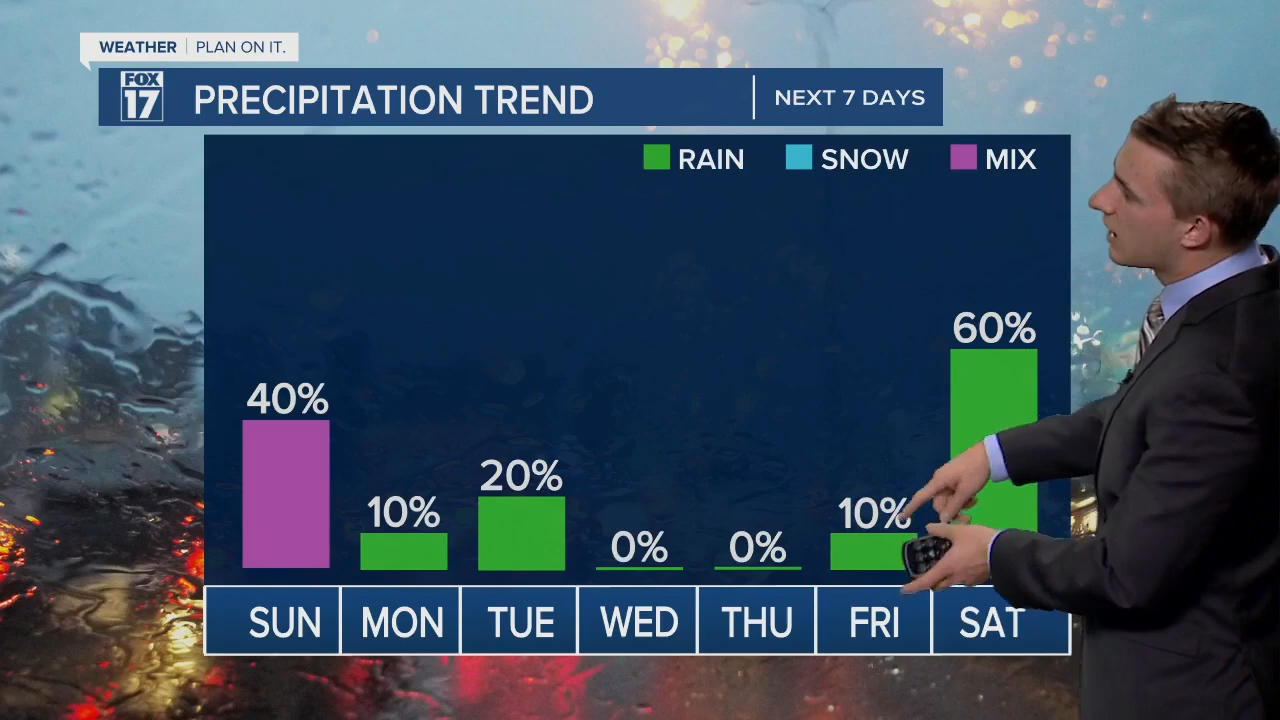 WEATHER | PLAN ON IT.
FOX 17
PRECIPITATION TREND | NEXT 7 DAYS
RAIN SNOW MIX
60%
40%
20%
10% 10%
0% 0%
SUN MON TUE WED THU FRI SAT